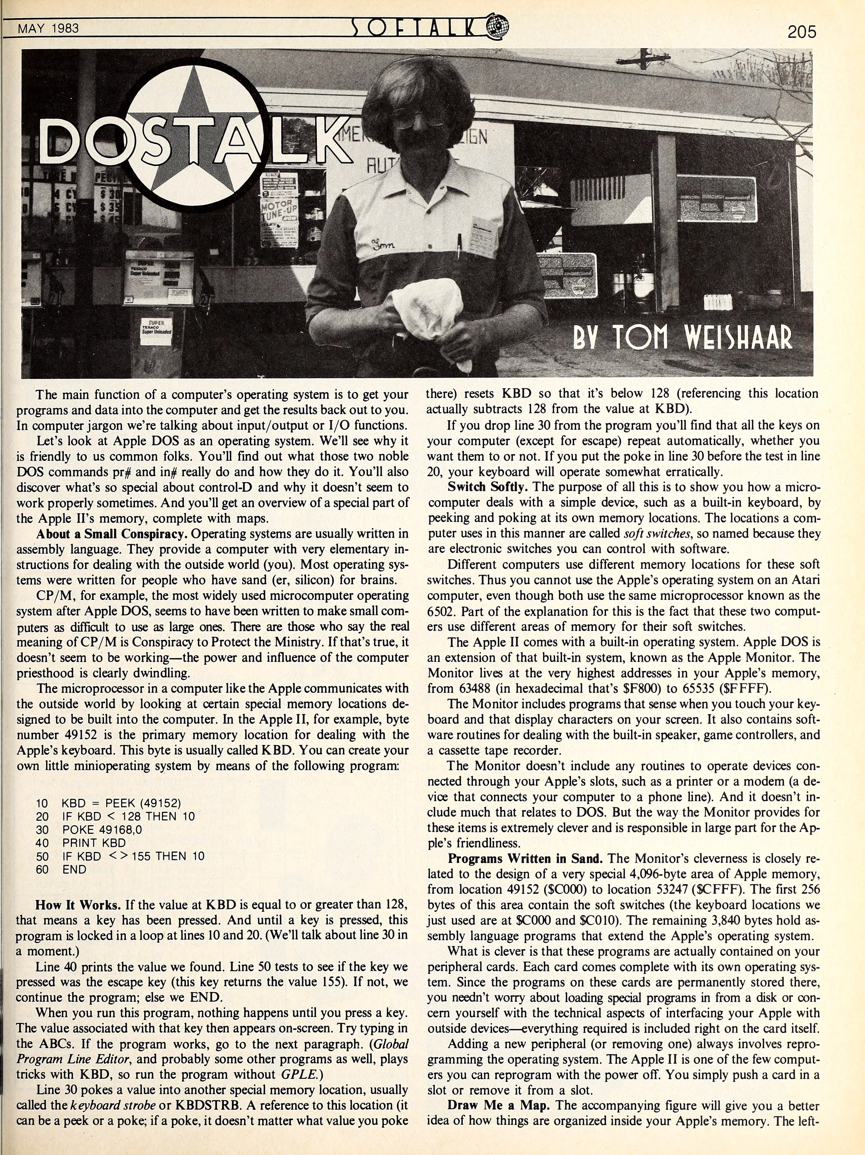 MAY 1983
SOFTALK
205
DOSTALK
AMER
IGN
AUT
MOTOR
TUNE-UP
Tom
SUPER
TEXACO
Super Unleaded
BY TOM WEISHAAR
The main function of a computer's operating system is to get your
programs and data into the computer and get the results back out to you.
In computer jargon we're talking about input/output or I/O functions.
Let's look at Apple DOS as an operating system. We'll see why it
is friendly to us common folks. You'll find out what those two noble
DOS commands pr# and in# really do and how they do it. You'll also
discover what's so special about control-D and why it doesn't seem to
work properly sometimes. And you'll get an overview of a special part of
the Apple II's memory, complete with maps.
About a Small Conspiracy. Operating systems are usually written in
assembly language. They provide a computer with very elementary in-
structions for dealing with the outside world (you). Most operating sys-
tems were written for people who have sand (er, silicon) for brains.
CP/M, for example, the most widely used microcomputer operating
system after Apple DOS, seems to have been written to make small com-
puters as difficult to use as large ones. There are those who say the real
meaning of CP/M is Conspiracy to Protect the Ministry. If that's true, it
doesn't seem to be working—the power and influence of the computer
priesthood is clearly dwindling.
The microprocessor in a computer like the Apple communicates with
the outside world by looking at certain special memory locations de-
signed to be built into the computer. In the Apple II, for example, byte
number 49152 is the primary memory location for dealing with the
Apple's keyboard. This byte is usually called KBD. You can create your
own little minioperating system by means of the following program:
10 KBD = PEEK (49152)
20 IF KBD < 128 THEN 10
30 POKE 49168,0
40 PRINT KBD
50 IF KBD <> 155 THEN 10
60 END
How It Works. If the value at KBD is equal to or greater than 128,
that means a key has been pressed. And until a key is pressed, this
program is locked in a loop at lines 10 and 20. (We'll talk about line 30 in
a moment.)
Line 40 prints the value we found. Line 50 tests to see if the key we
pressed was the escape key (this key returns the value 155). If not, we
continue the program; else we END.
When you run this program, nothing happens until you press a key.
The value associated with that key then appears on-screen. Try typing in
the ABCs. If the program works, go to the next paragraph. (Global
Program Line Editor, and probably some other programs as well, plays
tricks with KBD, so run the program without GPLE.)
Line 30 pokes a value into another special memory location, usually
called the keyboard strobe or KBDSTRB. A reference to this location (it
can be a peek or a poke; if a poke, it doesn't matter what value you poke
there) resets KBD so that it's below 128 (referencing this location
actually subtracts 128 from the value at KBD).
If you drop line 30 from the program you'll find that all the keys on
your computer (except for escape) repeat automatically, whether you
want them to or not. If you put the poke in line 30 before the test in line
20, your keyboard will operate somewhat erratically.
Switch Softly. The purpose of all this is to show you how a micro-
computer deals with a simple device, such as a built-in keyboard, by
peeking and poking at its own memory locations. The locations a com-
puter uses in this manner are called soft switches, so named because they
are electronic switches you can control with software.
Different computers use different memory locations for these soft
switches. Thus you cannot use the Apple's operating system on an Atari
computer, even though both use the same microprocessor known as the
6502. Part of the explanation for this is the fact that these two comput-
ers use different areas of memory for their soft switches.
The Apple II comes with a built-in operating system. Apple DOS is
an extension of that built-in system, known as the Apple Monitor. The
Monitor lives at the very highest addresses in your Apple's memory,
from 63488 (in hexadecimal that's $F800) to 65535 ($FFFF).
The Monitor includes programs that sense when you touch your key-
board and that display characters on your screen. It also contains soft-
ware routines for dealing with the built-in speaker, game controllers, and
a cassette tape recorder.
The Monitor doesn't include any routines to operate devices con-
nected through your Apple's slots, such as a printer or a modem (a de-
vice that connects your computer to a phone line). And it doesn't in-
clude much that relates to DOS. But the way the Monitor provides for
these items is extremely clever and is responsible in large part for the Ap-
ple's friendliness.
Programs Written in Sand. The Monitor's cleverness is closely re-
lated to the design of a very special 4,096-byte area of Apple memory,
from location 49152 ($C000) to location 53247 ($CFFF). The first 256
bytes of this area contain the soft switches (the keyboard locations we
just used are at $C000 and $C010). The remaining 3,840 bytes hold as-
sembly language programs that extend the Apple's operating system.
What is clever is that these programs are actually contained on your
peripheral cards. Each card comes complete with its own operating sys-
tem. Since the programs on these cards are permanently stored there,
you needn't worry about loading special programs in from a disk or con-
cern yourself with the technical aspects of interfacing your Apple with
outside devices—everything required is included right on the card itself.
Adding a new peripheral (or removing one) always involves repro-
gramming the operating system. The Apple II is one of the few comput-
ers you can reprogram with the power off. You simply push a card in a
slot or remove it from a slot.
Draw Me a Map. The accompanying figure will give you a better
idea of how things are organized inside your Apple's memory. The left-